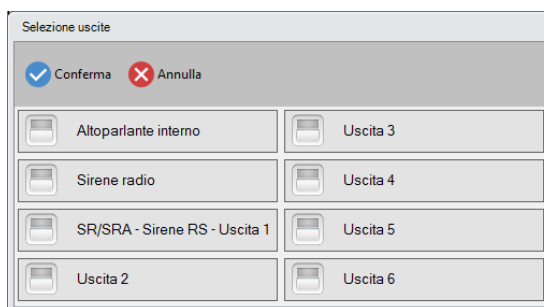 Selezione uscite
Conferma Annulla
Altoparlante interno
Uscita 3
Sirene radio
Uscita 4
SR/SRA - Sirene RS - Uscita 1
Uscita 5
Uscita 2
Uscita 6